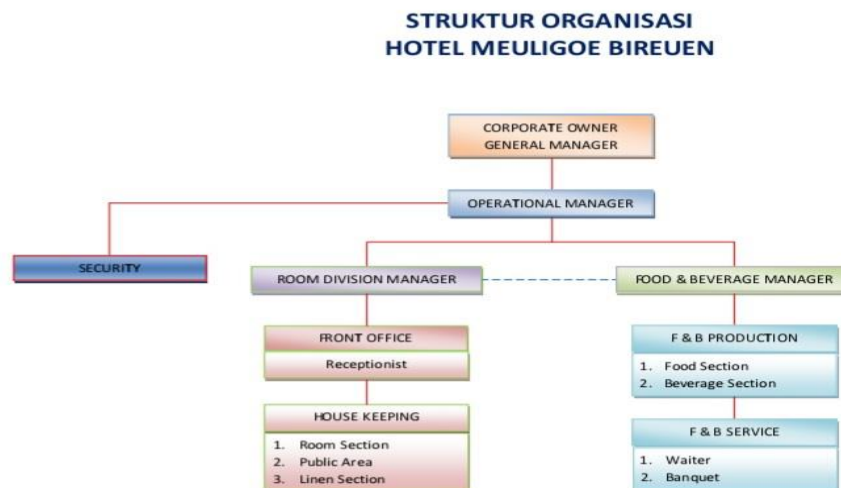 STRUKTUR ORGANISASI
HOTEL MEULIGOE BIREUEN
CORPORATE OWNER
GENERAL MANAGER
OPERATIONAL MANAGER
SECURITY
ROOM DIVISION MANAGER
FOOD & BEVERAGE MANAGER
FRONT OFFICE
Receptionist
HOUSE KEEPING
1. Room Section
2. Public Area
3. Linen Section
F & B PRODUCTION
1. Food Section
2. Beverage Section
F & B SERVICE
1. Waiter
2. Banquet